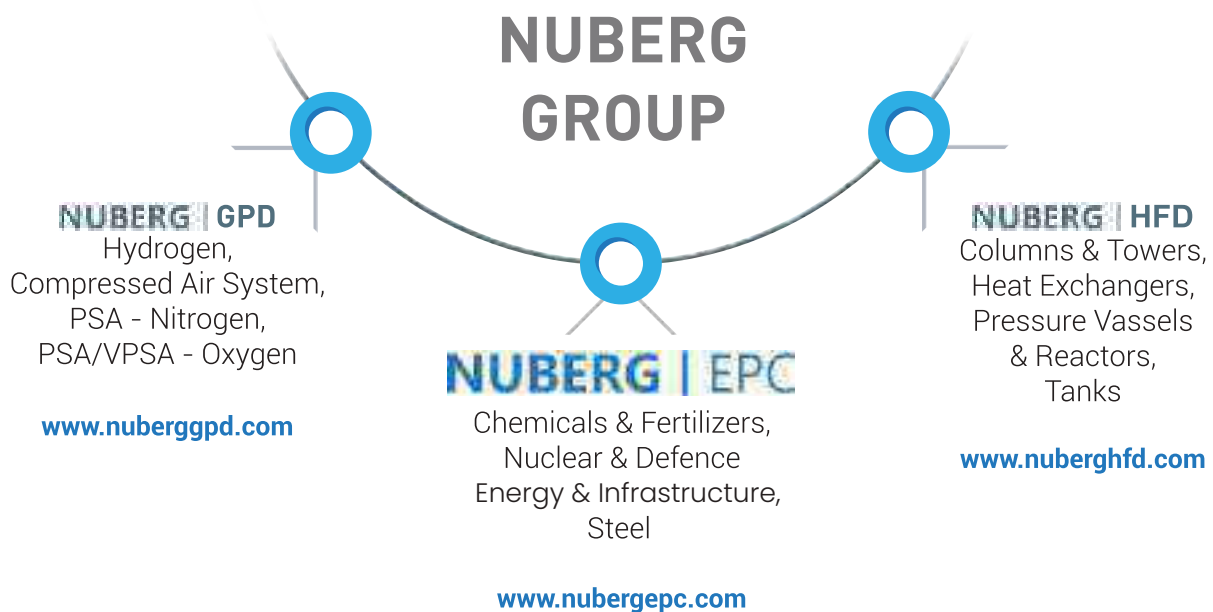 NUBERG
GROUP
NUBERG | GPD
Hydrogen,
Compressed Air System,
PSA - Nitrogen,
PSA/VPSA - Oxygen
www.nuberggpd.com
NUBERG | EPC
Chemicals & Fertilizers,
Nuclear & Defence
Energy & Infrastructure,
Steel
www.nubergepc.com
NUBERG | HFD
Columns & Towers,
Heat Exchangers,
Pressure Vassels
& Reactors,
Tanks
www.nuberghfd.com